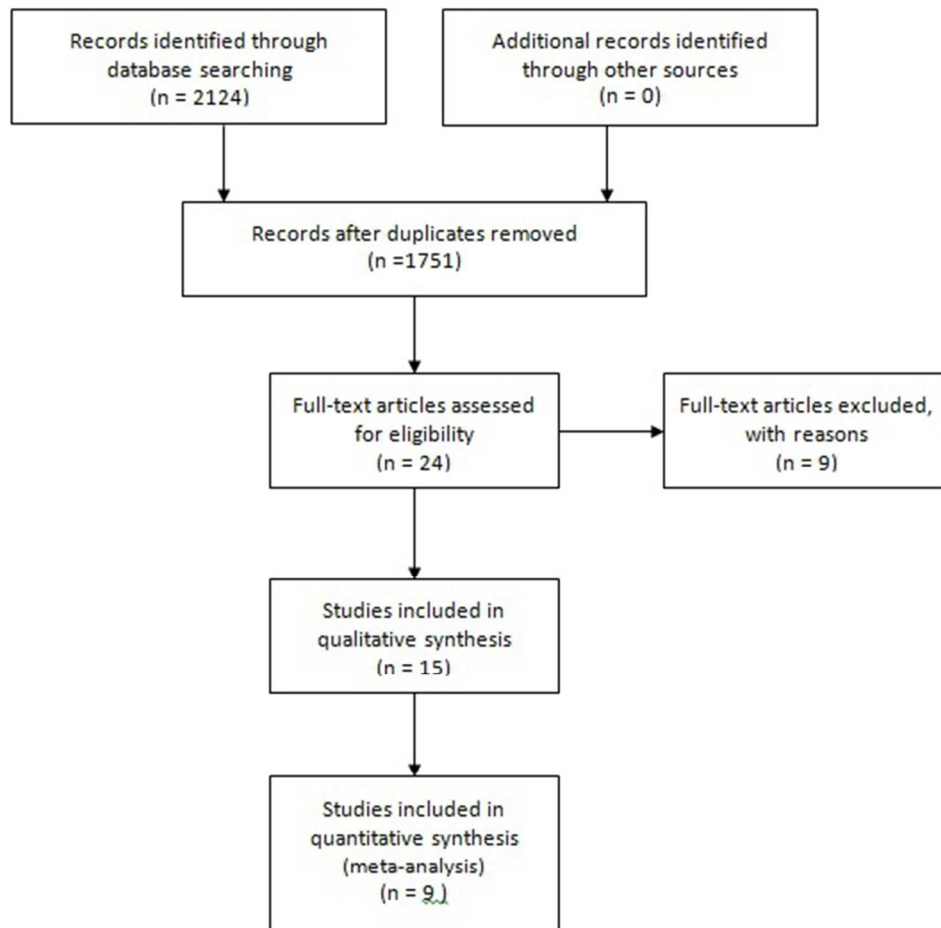 Records identified through
database searching
(n = 2124)
Additional records identified
through other sources
(n = 0)
Records after duplicates removed
(n =1751)
Full-text articles assessed
for eligibility
(n = 24)
Full-text articles excluded,
with reasons
(n = 9)
Studies included in
qualitative synthesis
(n = 15)
Studies included in
quantitative synthesis
(meta-analysis)
(n = 9 )